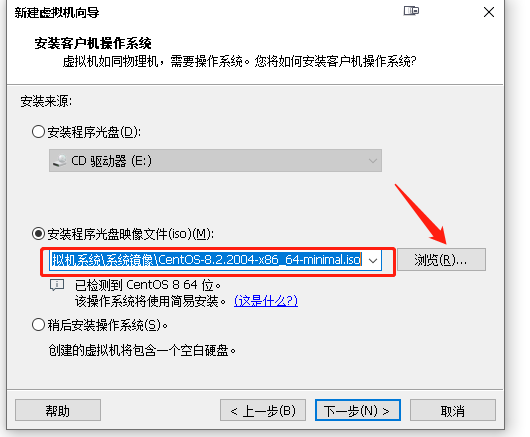 新建虚拟机向导
安装客户机操作系统
虚拟机如同物理机，需要操作系统。您将如何安装客户机操作系统?
安装来源:
安装程序光盘(D):
CD 驱动器 (E:)
安装程序光盘映像文件(iso)(M):
拟机系统\系统镜像\CentOS-8.2.2004-x86_64-minimal.iso
浏览(R)...
已检测到 CentOS 8 64 位。
该操作系统将使用简易安装。 (这是什么?)
稍后安装操作系统(S)。
创建的虚拟机将包含一个空白硬盘。
帮助
< 上一步(B)
下一步(N) >
取消